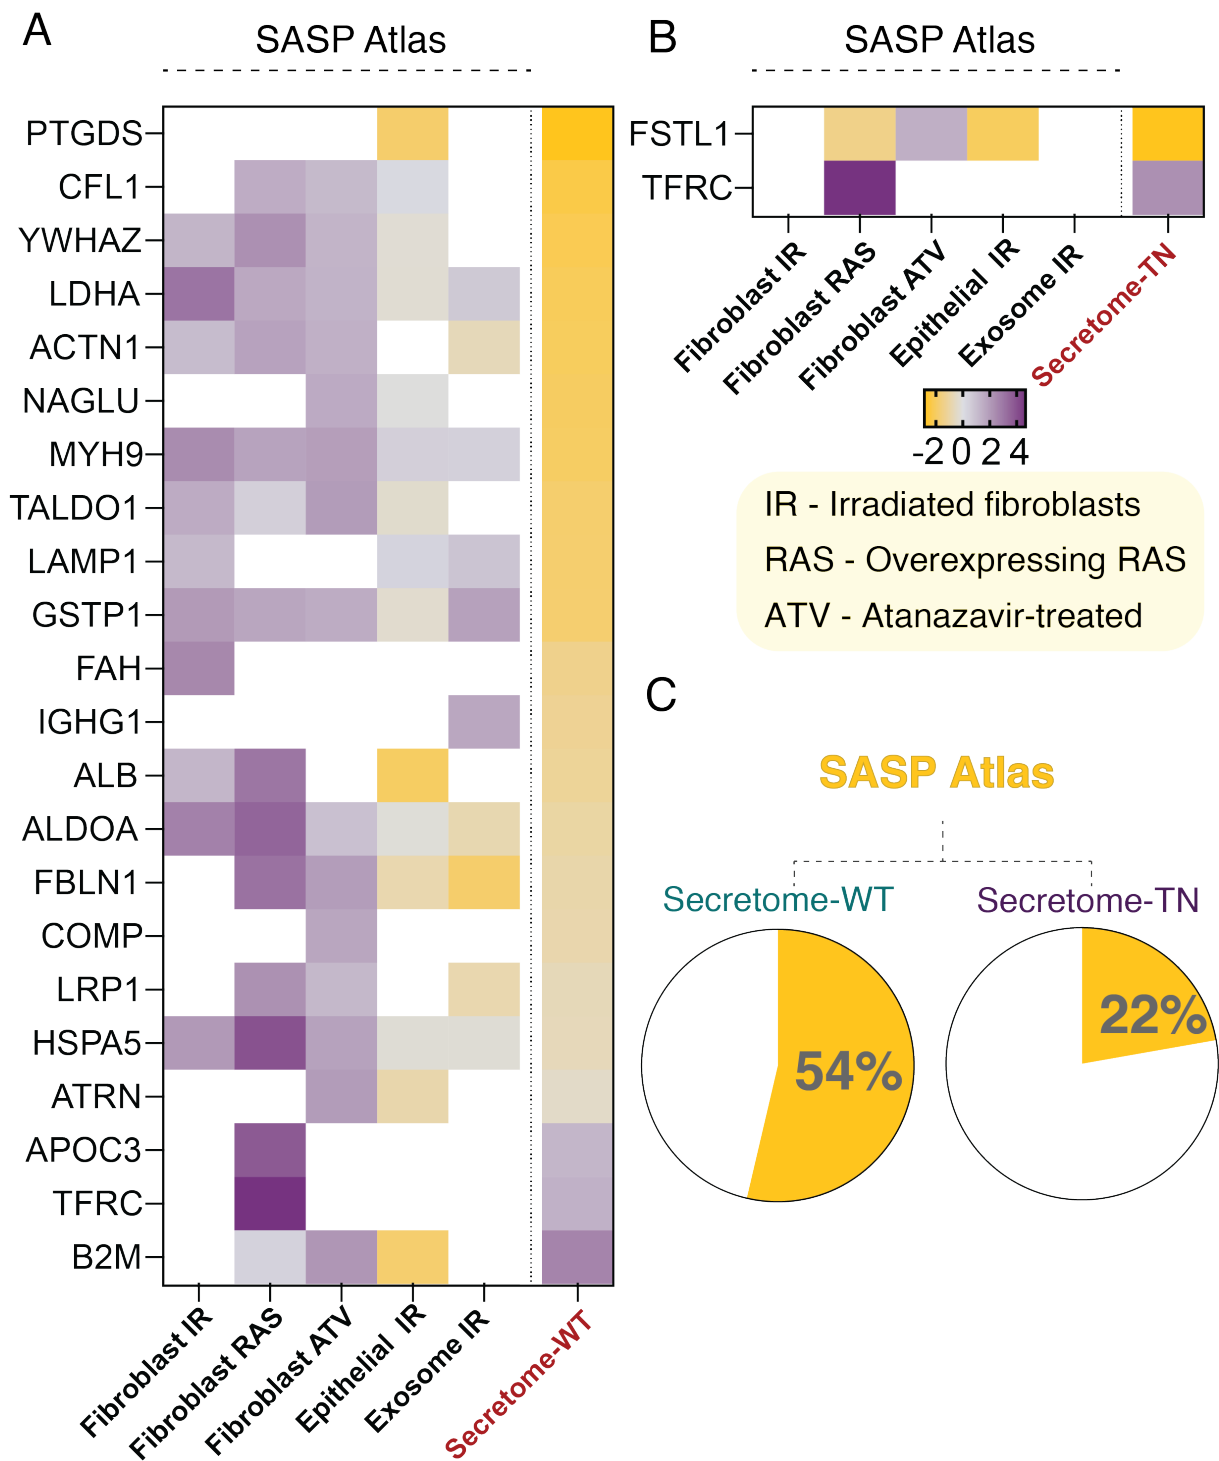 A
SASP Atlas
PTGDS
CFL1
YWHAZ
LDHA
ACTN1
NAGLU
MYH9
TALDO1
LAMP1
GSTP1
FAH
IGHG1
ALB
ALDOA
FBLN1
COMP
LRP1
HSPA5
ATRN
APOC3
TFRC
B2M
Fibroblast IR
Fibroblast RAS
Fibroblast ATV
Epithelial IR
Exosome IR
Secretome-WT
B
SASP Atlas
FSTL1
TFRC
Fibroblast IR
Fibroblast RAS
Fibroblast ATV
Epithelial IR
Exosome IR
Secretome-TN
-2 0 2 4
IR - Irradiated fibroblasts
RAS - Overexpressing RAS
ATV - Atanazavir-treated
C
SASP Atlas
Secretome-WT
Secretome-TN
54%
22%